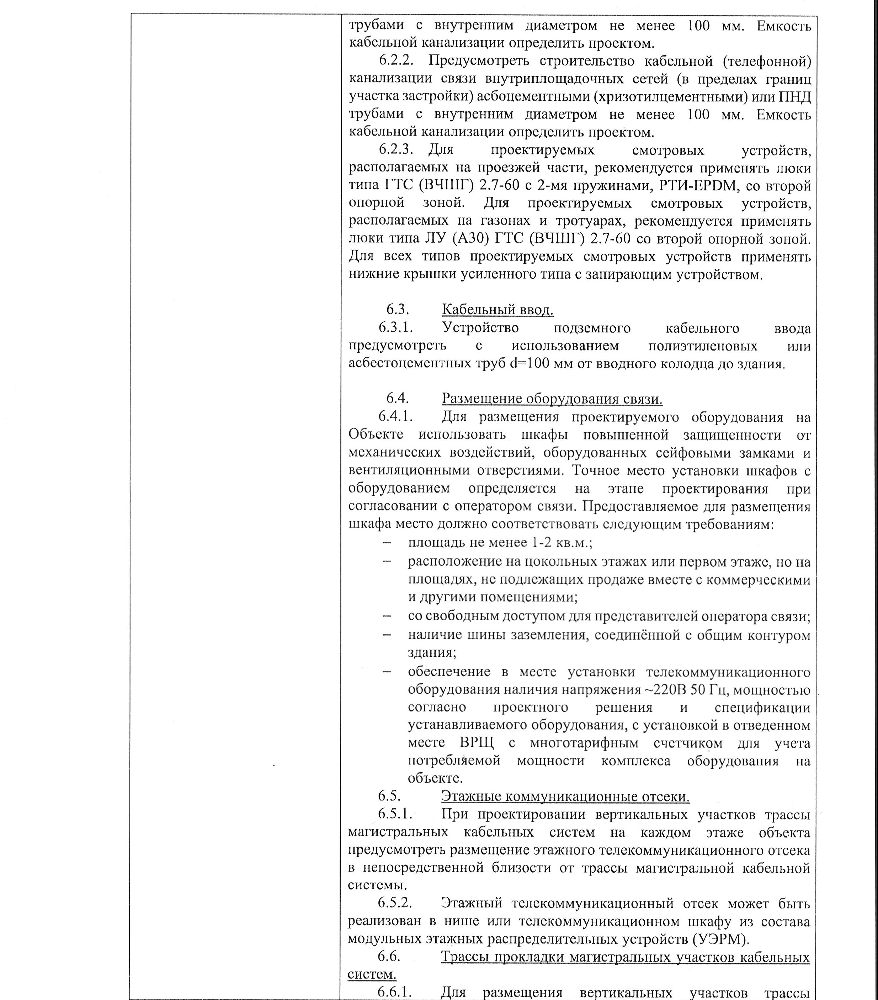 трубами с внутренним диаметром не менее 100 мм. Емкость
кабельной канализации определить проектом.
6.2.2. Предусмотреть строительство кабельной (телефонной)
канализации связи внутриплощадочных сетей (в пределах границ
участка застройки) асбоцементными (хризотилцементными) или ПНД
трубами с внутренним диаметром не менее 100 мм. Емкость
кабельной канализации определить проектом.
6.2.3. Для проектируемых смотровых устройств,
располагаемых на проезжей части, рекомендуется применять люки
типа ГТС (ВЧШГ) 2.7-60 с 2-мя пружинами, РТИ-EPDM, со второй
опорной зоной. Для проектируемых смотровых устройств,
располагаемых на газонах и тротуарах, рекомендуется применять
люки типа ЛУ (А30) ГТС (ВЧШГ) 2.7-60 со второй опорной зоной.
Для всех типов проектируемых смотровых устройств применять
нижние крышки усиленного типа с запирающим устройством.
6.3. Кабельный ввод.
6.3.1. Устройство подземного кабельного ввода
предусмотреть с использованием полиэтиленовых или
асбестоцементных труб d=100 мм от вводного колодца до здания.
6.4. Размещение оборудования связи.
6.4.1. Для размещения проектируемого оборудования на
Объекте использовать шкафы повышенной защищенности от
механических воздействий, оборудованных сейфовыми замками и
вентиляционными отверстиями. Точное место установки шкафов с
оборудованием определяется на этапе проектирования при
согласовании с оператором связи. Предоставляемое для размещения
шкафа место должно соответствовать следующим требованиям:
– площадь не менее 1-2 кв.м.;
– расположение на цокольных этажах или первом этаже, но на
площадях, не подлежащих продаже вместе с коммерческими
и другими помещениями;
– со свободным доступом для представителей оператора связи;
– наличие шины заземления, соединённой с общим контуром
здания;
– обеспечение в месте установки телекоммуникационного
оборудования наличия напряжения ~220В 50 Гц, мощностью
согласно проектного решения и спецификации
устанавливаемого оборудования, с установкой в отведенном
месте ВРЩ с многотарифным счетчиком для учета
потребляемой мощности комплекса оборудования на
объекте.
6.5. Этажные коммуникационные отсеки.
6.5.1. При проектировании вертикальных участков трассы
магистральных кабельных систем на каждом этаже объекта
предусмотреть размещение этажного телекоммуникационного отсека
в непосредственной близости от трассы магистральной кабельной
системы.
6.5.2. Этажный телекоммуникационный отсек может быть
реализован в нише или телекоммуникационном шкафу из состава
модульных этажных распределительных устройств (УЭРМ).
6.6. Трассы прокладки магистральных участков кабельных
систем.
6.6.1. Для размещения вертикальных участков трассы